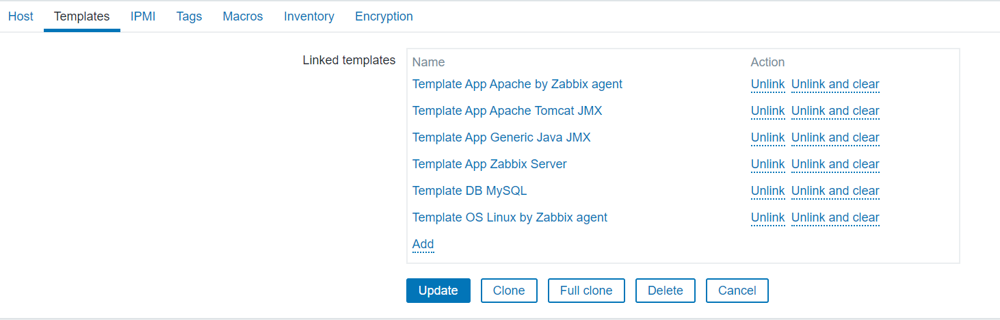 Host Templates IPMI Tags Macros Inventory Encryption
Linked templates Name Action
Template App Apache by Zabbix agent Unlink Unlink and clear
Template App Apache Tomcat JMX Unlink Unlink and clear
Template App Generic Java JMX Unlink Unlink and clear
Template App Zabbix Server Unlink Unlink and clear
Template DB MySQL Unlink Unlink and clear
Template OS Linux by Zabbix agent Unlink Unlink and clear
Add
Update Clone Full clone Delete Cancel